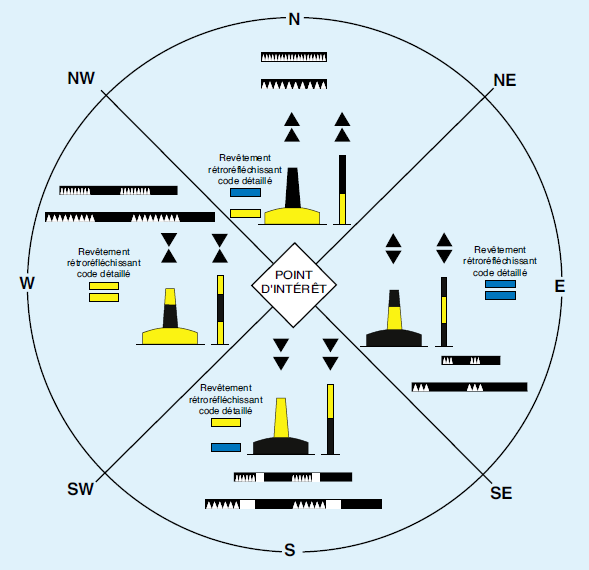 N
NW
NE
Revêtement
rétroréfléchissant
code détaillé
Revêtement
rétroréfléchissant
code détaillé
Revêtement
rétroréfléchissant
code détaillé
W
POINT
D'INTÉRÊT
E
Revêtement
rétroréfléchissant
code détaillé
SW
SE
S